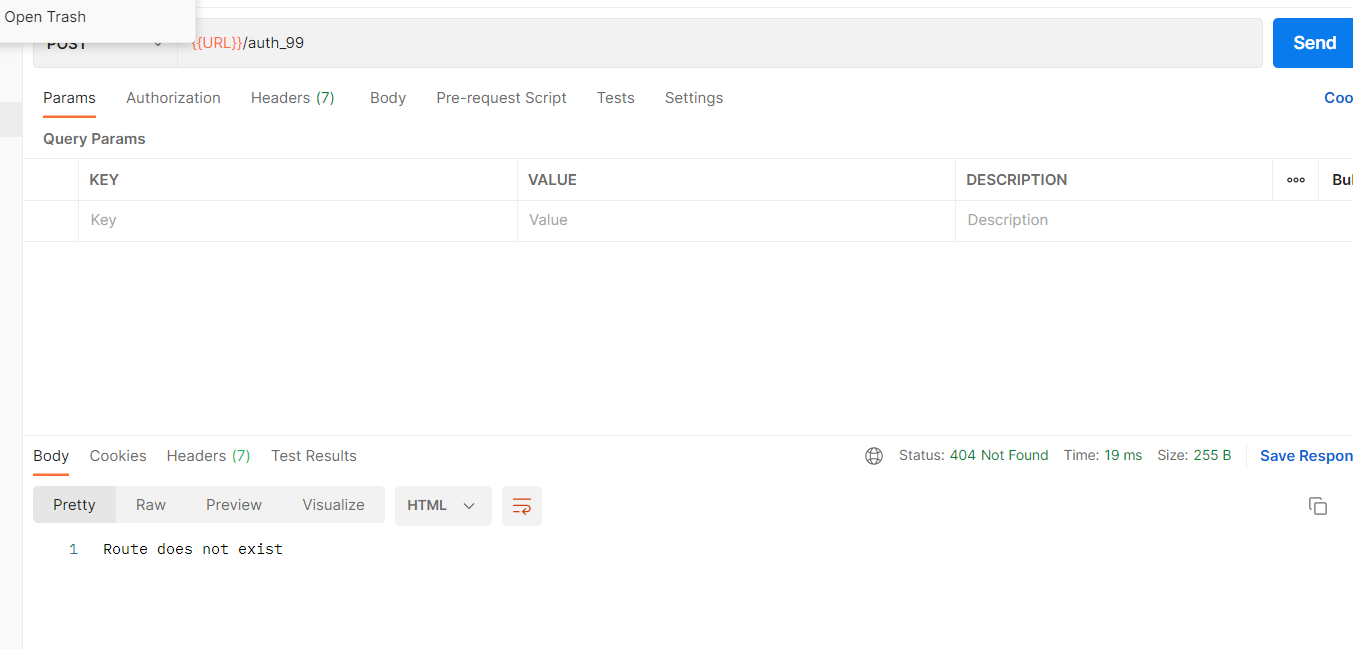 Open Trash
POST {{URL}}/auth_99 Send
Params Authorization Headers (7) Body Pre-request Script Tests Settings Coo
Query Params
KEY VALUE DESCRIPTION Bul
Key Value Description
Body Cookies Headers (7) Test Results Status: 404 Not Found Time: 19 ms Size: 255 B Save Respon
Pretty Raw Preview Visualize HTML
1 Route does not exist